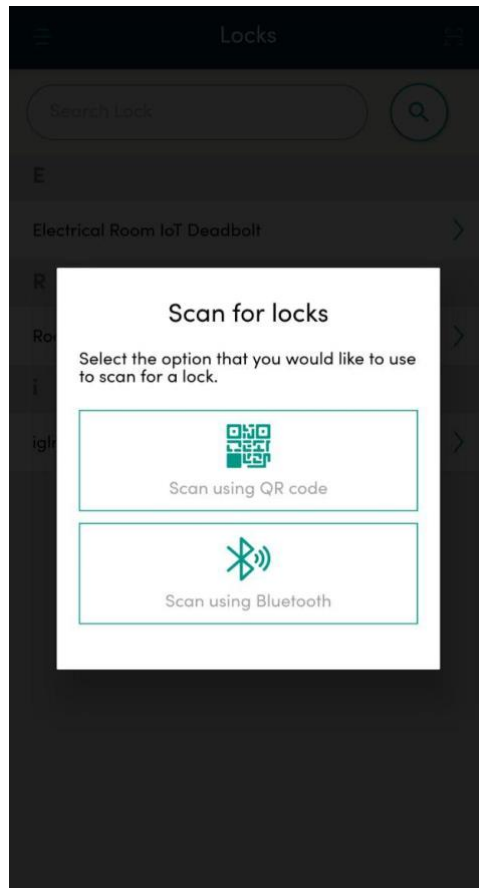 Locks
Search Lock
E
Electrical Room IoT Deadbolt
R
i
Scan for locks
Select the option that you would like to use
to scan for a lock.
Scan using QR code
Scan using Bluetooth